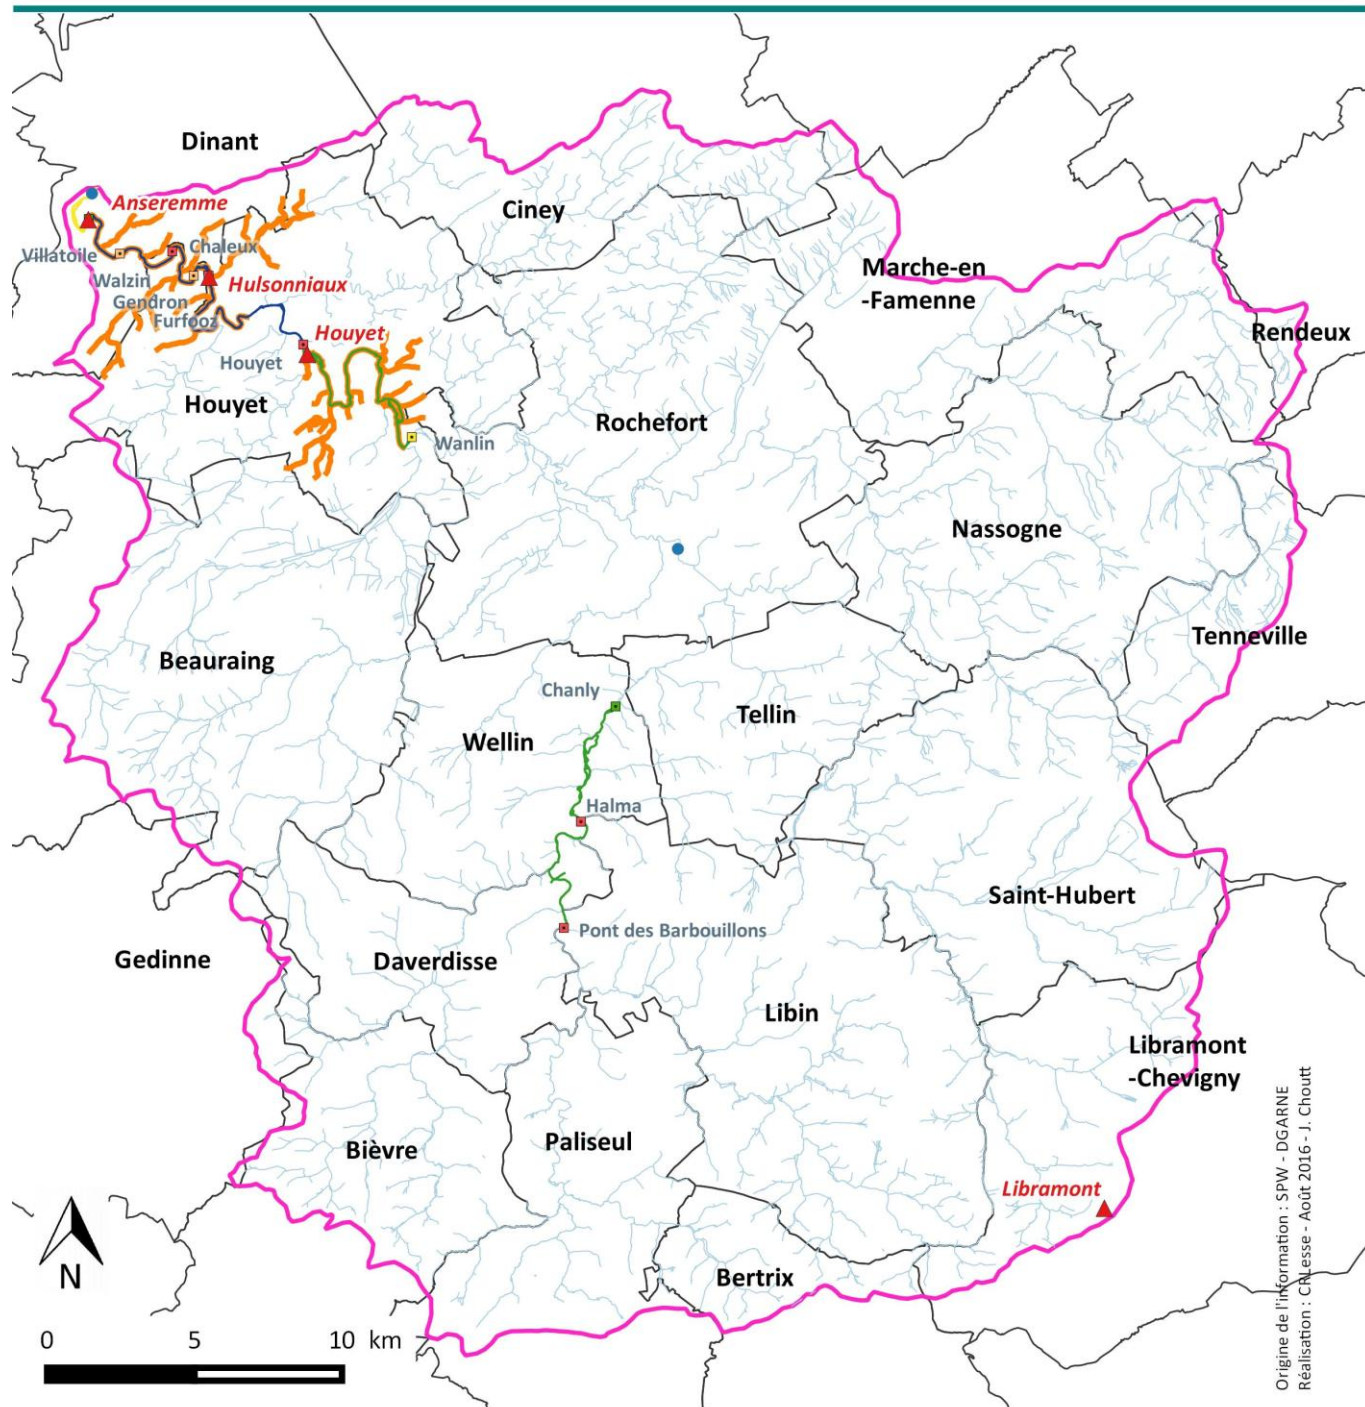 Dinant
Anseremme
Ciney
Villatoile
Chaleux
Walzin
Hulsonniaux
Gendron
Furfooz
Marche-en
-Famenne
Rendeux
Houyet
Houyet
Houyet
Rochefort
Wanlin
Nassogne
Tenneville
Beauraing
Chanly
Tellin
Wellin
Halma
Saint-Hubert
Pont des Barbouillons
Gedinne
Daverdisse
Libin
Libramont
-Chevigny
Bièvre
Paliseul
Libramont
Bertrix
N
0 5 10 km
Origine de l'information : SPW - DGARNE
Réalisation : CRLesse - Août 2016 - J. Choutt